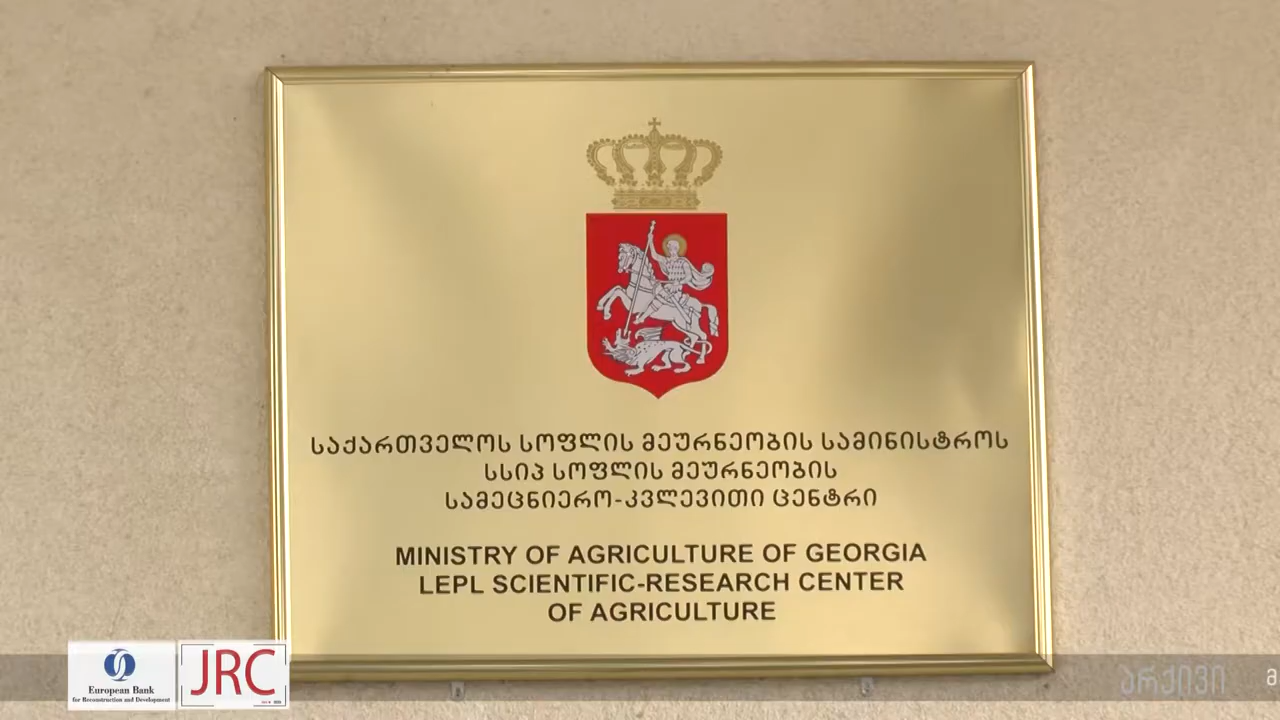 ᲡᲐᲥᲐᲠᲗᲕᲔᲚᲝᲡ ᲡᲝᲤᲚᲘᲡ ᲛᲔᲣᲠᲜᲔᲝᲑᲘᲡ ᲡᲐᲛᲘᲜᲘᲡᲢᲠᲝᲡ
ᲡᲡᲘᲞ ᲡᲝᲤᲚᲘᲡ ᲛᲔᲣᲠᲜᲔᲝᲑᲘᲡ
ᲡᲐᲛᲔᲪᲜᲘᲔᲠᲝ-ᲙᲕᲚᲔᲕᲘᲗᲘ ᲪᲔᲜᲢᲠᲘ
MINISTRY OF AGRICULTURE OF GEORGIA
LEPL SCIENTIFIC-RESEARCH CENTER
OF AGRICULTURE
European Bank
for Reconstruction and Development
JRC
არქივი